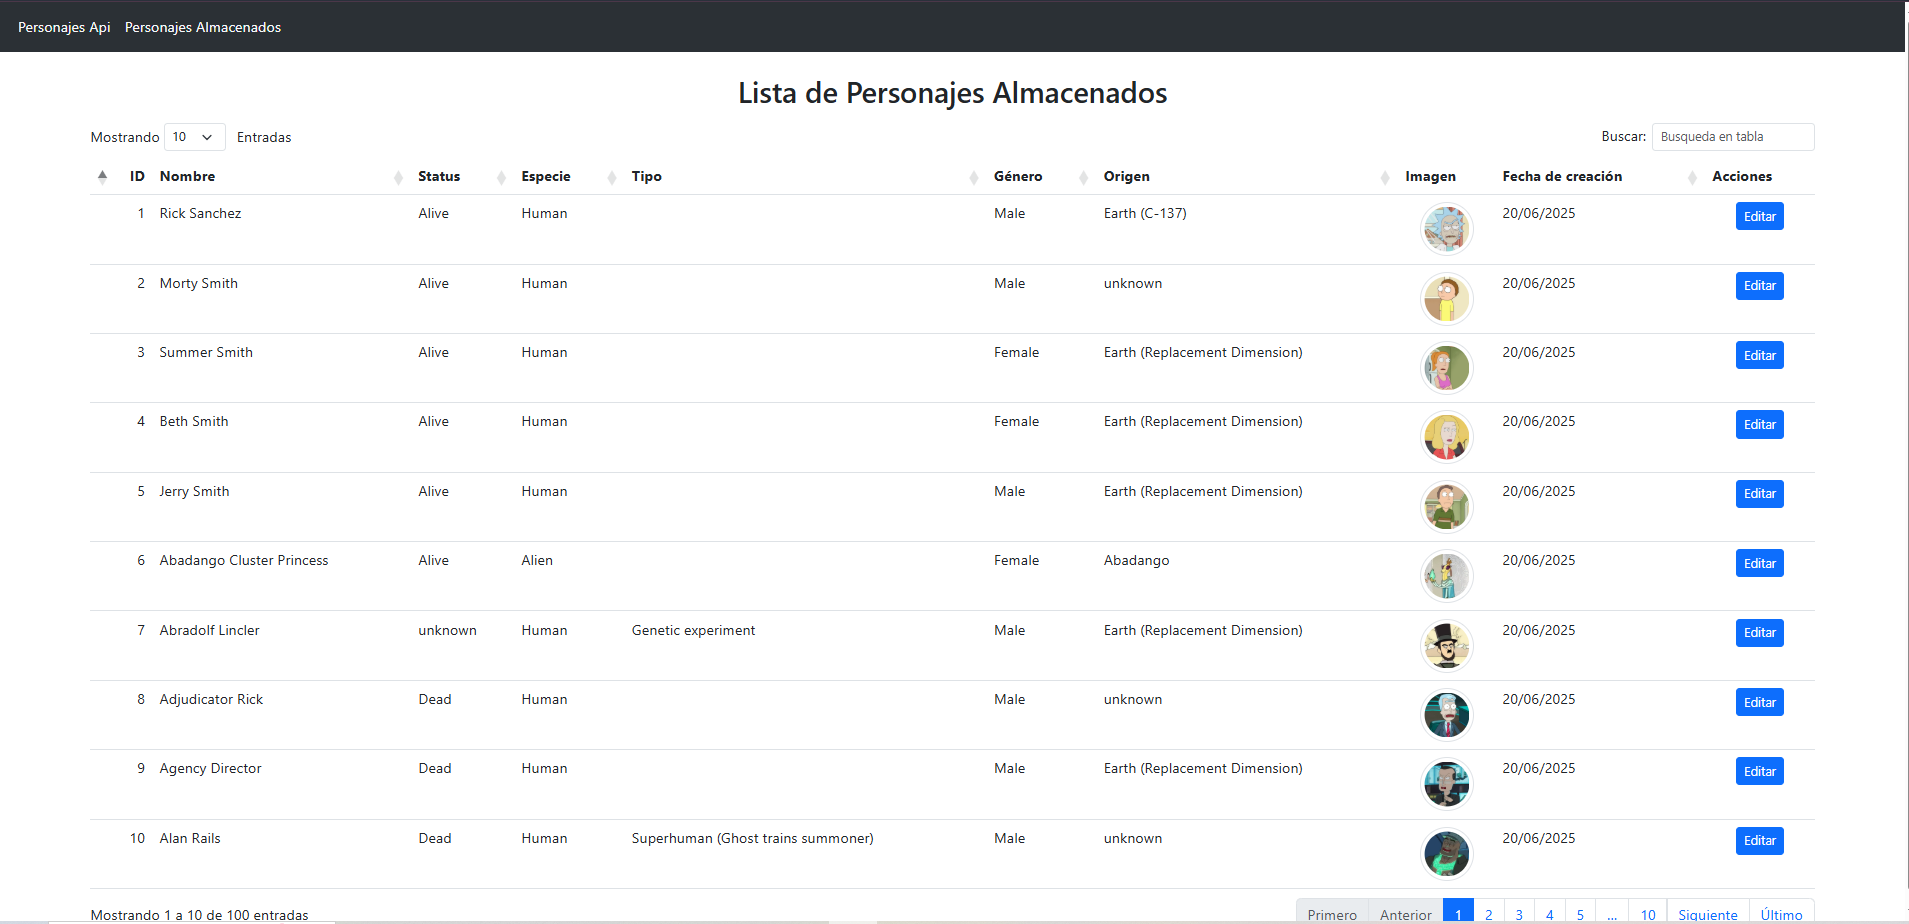 Personajes Api Personajes Almacenados
Lista de Personajes Almacenados
Mostrando 10 Entradas Buscar: Busqueda en tabla
ID Nombre Status Especie Tipo Género Origen Imagen Fecha de creación Acciones
1 Rick Sanchez Alive Human Male Earth (C-137) 20/06/2025 Editar
2 Morty Smith Alive Human Male unknown 20/06/2025 Editar
3 Summer Smith Alive Human Female Earth (Replacement Dimension) 20/06/2025 Editar
4 Beth Smith Alive Human Female Earth (Replacement Dimension) 20/06/2025 Editar
5 Jerry Smith Alive Human Male Earth (Replacement Dimension) 20/06/2025 Editar
6 Abadango Cluster Princess Alive Alien Female Abadango 20/06/2025 Editar
7 Abradolf Lincler unknown Human Genetic experiment Male Earth (Replacement Dimension) 20/06/2025 Editar
8 Adjudicator Rick Dead Human Male unknown 20/06/2025 Editar
9 Agency Director Dead Human Male Earth (Replacement Dimension) 20/06/2025 Editar
10 Alan Rails Dead Human Superhuman (Ghost trains summoner) Male unknown 20/06/2025 Editar
Mostrando 1 a 10 de 100 entradas Primero Anterior 1 2 3 4 5 ... 10 Siguiente Último